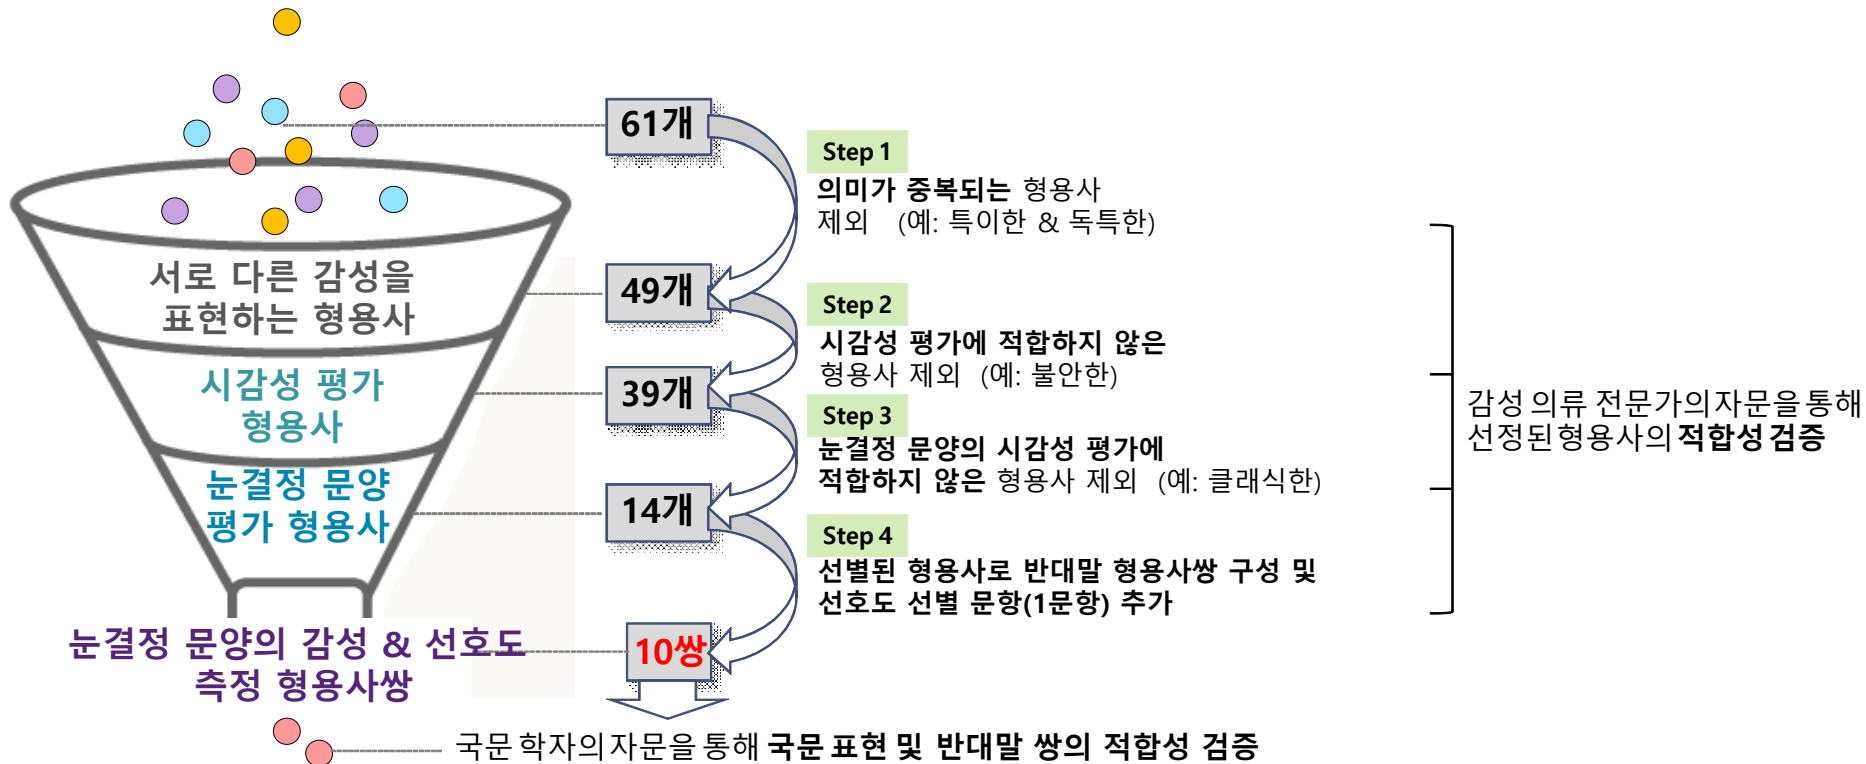 61개
Step 1
의미가 중복되는 형용사
제외 (예: 특이한 & 독특한)
서로 다른 감성을
표현하는 형용사
49개
Step 2
시감성 평가에 적합하지 않은
형용사 제외 (예: 불안한)
시감성 평가
형용사
39개
Step 3
눈결정 문양의 시감성 평가에
적합하지 않은 형용사 제외 (예: 클래식한)
감성 의류 전문가의 자문을 통해
선정된 형용사의 적합성 검증
눈결정 문양
평가 형용사
14개
Step 4
선별된 형용사로 반대말 형용사쌍 구성 및
선호도 선별 문항(1문항) 추가
눈결정 문양의 감성 & 선호도
측정 형용사쌍
10쌍
국문 학자의 자문을 통해 국문 표현 및 반대말 쌍의 적합성 검증